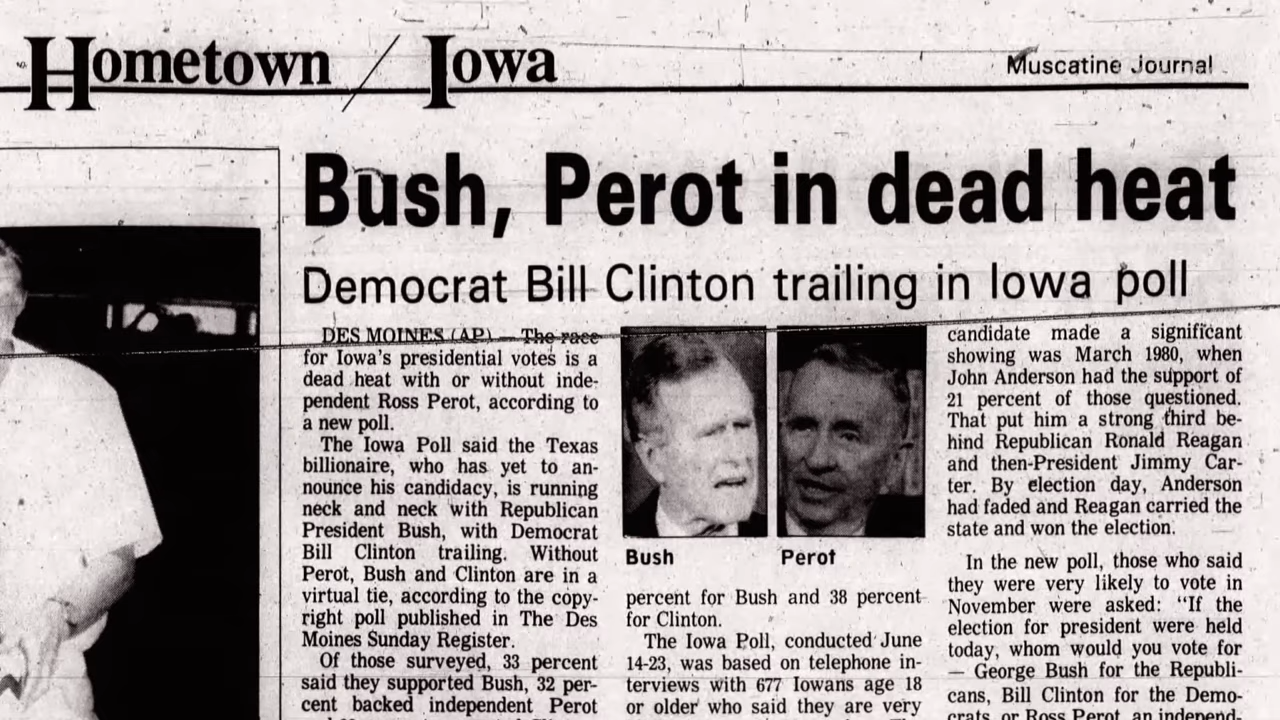 Hometown / Iowa
Muscatine Journal
Bush, Perot in dead heat
Democrat Bill Clinton trailing in Iowa poll
DES MOINES (AP) — The race
for Iowa's presidential votes is a
dead heat with or without inde-
pendent Ross Perot, according to
a new poll.
The Iowa Poll said the Texas
billionaire, who has yet to an-
nounce his candidacy, is running
neck and neck with Republican
President Bush, with Democrat
Bill Clinton trailing. Without
Perot, Bush and Clinton are in a
virtual tie, according to the copy-
right poll published in The Des
Moines Sunday Register.
Of those surveyed, 33 percent
said they supported Bush, 32 per-
cent backed independent Perot
Bush
Perot
percent for Bush and 38 percent
for Clinton.
The Iowa Poll, conducted June
14-23, was based on telephone in-
terviews with 677 Iowans age 18
or older who said they are very
candidate made a significant
showing was March 1980, when
John Anderson had the support of
21 percent of those questioned.
That put him a strong third be-
hind Republican Ronald Reagan
and then-President Jimmy Car-
ter. By election day, Anderson
had faded and Reagan carried the
state and won the election.
In the new poll, those who said
they were very likely to vote in
November were asked: "If the
election for president were held
today, whom would you vote for
— George Bush for the Republi-
cans, Bill Clinton for the Demo-
crats, or Ross Perot, an independ-